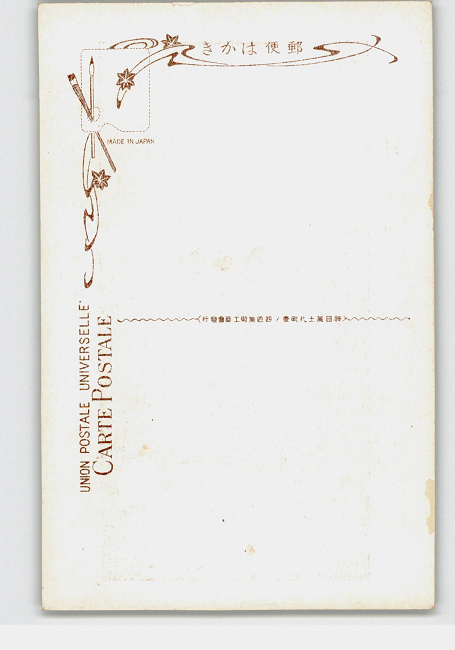 きかは便郵
MADE IN JAPAN
UNION POSTALE UNIVERSELLE
CARTE POSTALE